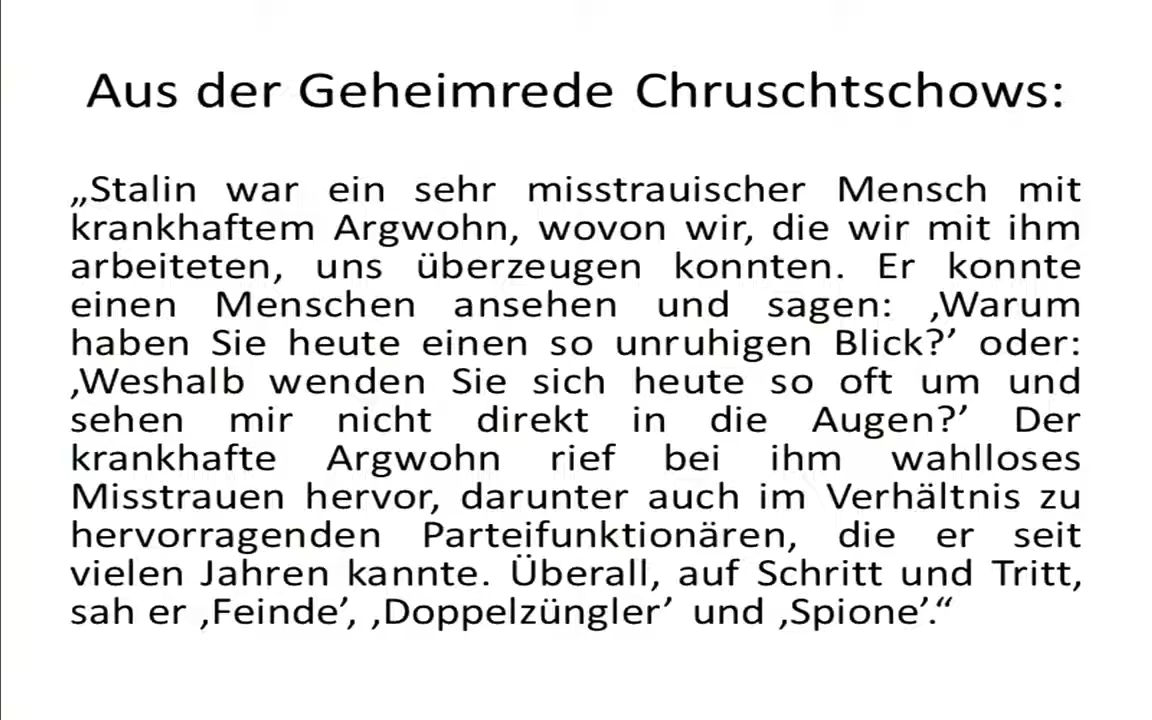 Aus der Geheimrede Chruschtschows:
„Stalin war ein sehr misstrauischer Mensch mit
krankhaftem Argwohn, wovon wir, die wir mit ihm
arbeiteten, uns überzeugen konnten. Er konnte
einen Menschen ansehen und sagen: ‚Warum
haben Sie heute einen so unruhigen Blick?’ oder:
‚Weshalb wenden Sie sich heute so oft um und
sehen mir nicht direkt in die Augen?’ Der
krankhafte Argwohn rief bei ihm wahlloses
Misstrauen hervor, darunter auch im Verhältnis zu
hervorragenden Parteifunktionären, die er seit
vielen Jahren kannte. Überall, auf Schritt und Tritt,
sah er ‚Feinde’, ‚Doppelzüngler’ und ‚Spione’.“